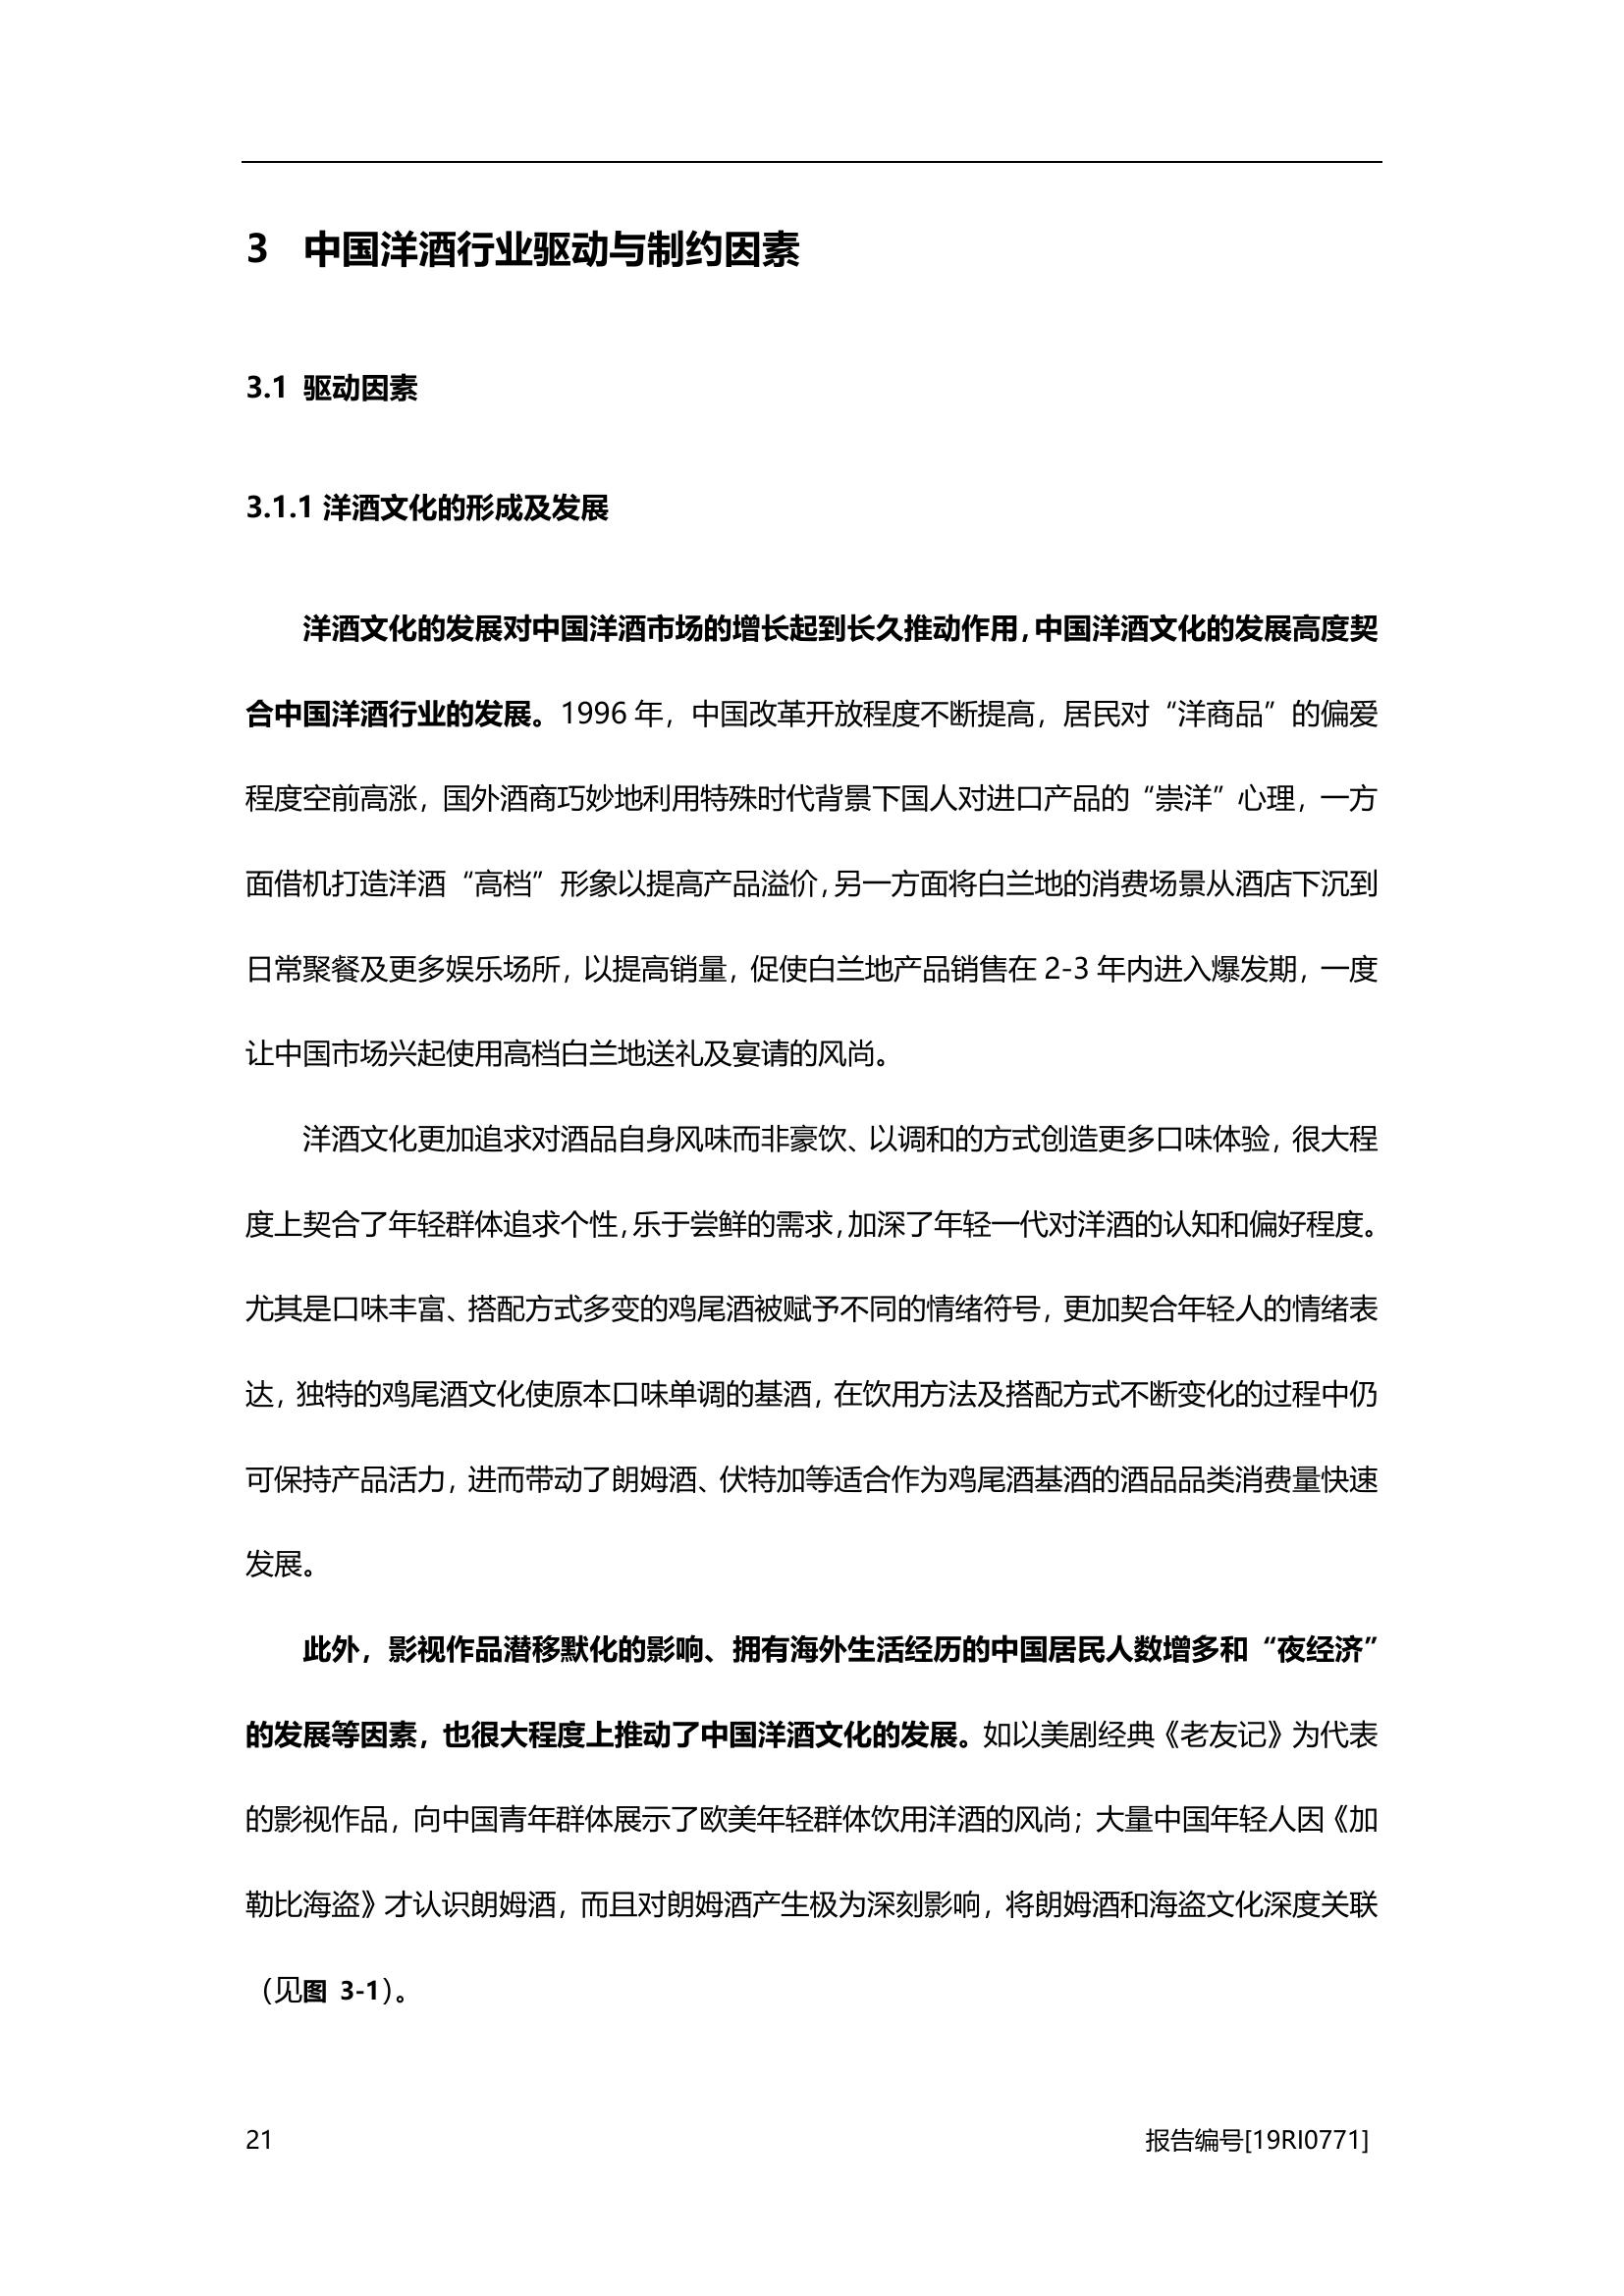 3 中国洋酒行业驱动与制约因素
3.1 驱动因素
3.1.1 洋酒文化的形成及发展
洋酒文化的发展对中国洋酒市场的增长起到长久推动作用，中国洋酒文化的发展高度契
合中国洋酒行业的发展。1996 年，中国改革开放程度不断提高，居民对“洋商品”的偏爱
程度空前高涨，国外酒商巧妙地利用特殊时代背景下国人对进口产品的“崇洋”心理，一方
面借机打造洋酒“高档”形象以提高产品溢价，另一方面将白兰地的消费场景从酒店下沉到
日常聚餐及更多娱乐场所，以提高销量，促使白兰地产品销售在 2-3 年内进入爆发期，一度
让中国市场兴起使用高档白兰地送礼及宴请的风尚。
洋酒文化更加追求对酒品自身风味而非豪饮、以调和的方式创造更多口味体验，很大程
度上契合了年轻群体追求个性，乐于尝鲜的需求，加深了年轻一代对洋酒的认知和偏好程度。
尤其是口味丰富、搭配方式多变的鸡尾酒被赋予不同的情绪符号，更加契合年轻人的情绪表
达，独特的鸡尾酒文化使原本口味单调的基酒，在饮用方法及搭配方式不断变化的过程中仍
可保持产品活力，进而带动了朗姆酒、伏特加等适合作为鸡尾酒基酒的酒品品类消费量快速
发展。
此外，影视作品潜移默化的影响、拥有海外生活经历的中国居民人数增多和“夜经济”
的发展等因素，也很大程度上推动了中国洋酒文化的发展。如以美剧经典《老友记》为代表
的影视作品，向中国青年群体展示了欧美年轻群体饮用洋酒的风尚；大量中国年轻人因《加
勒比海盗》才认识朗姆酒，而且对朗姆酒产生极为深刻影响，将朗姆酒和海盗文化深度关联
（见图 3-1）。
21 报告编号[19RI0771]